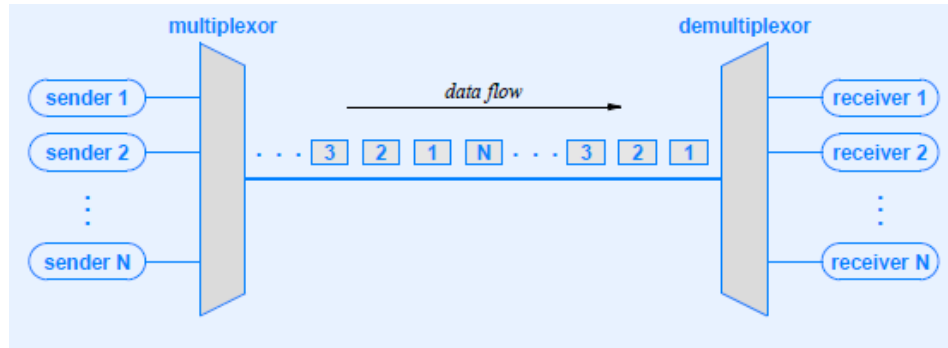 multiplexor demultiplexor
sender 1 data flow receiver 1
sender 2 . . . 3 2 1 N . . . 3 2 1 receiver 2
sender N receiver N